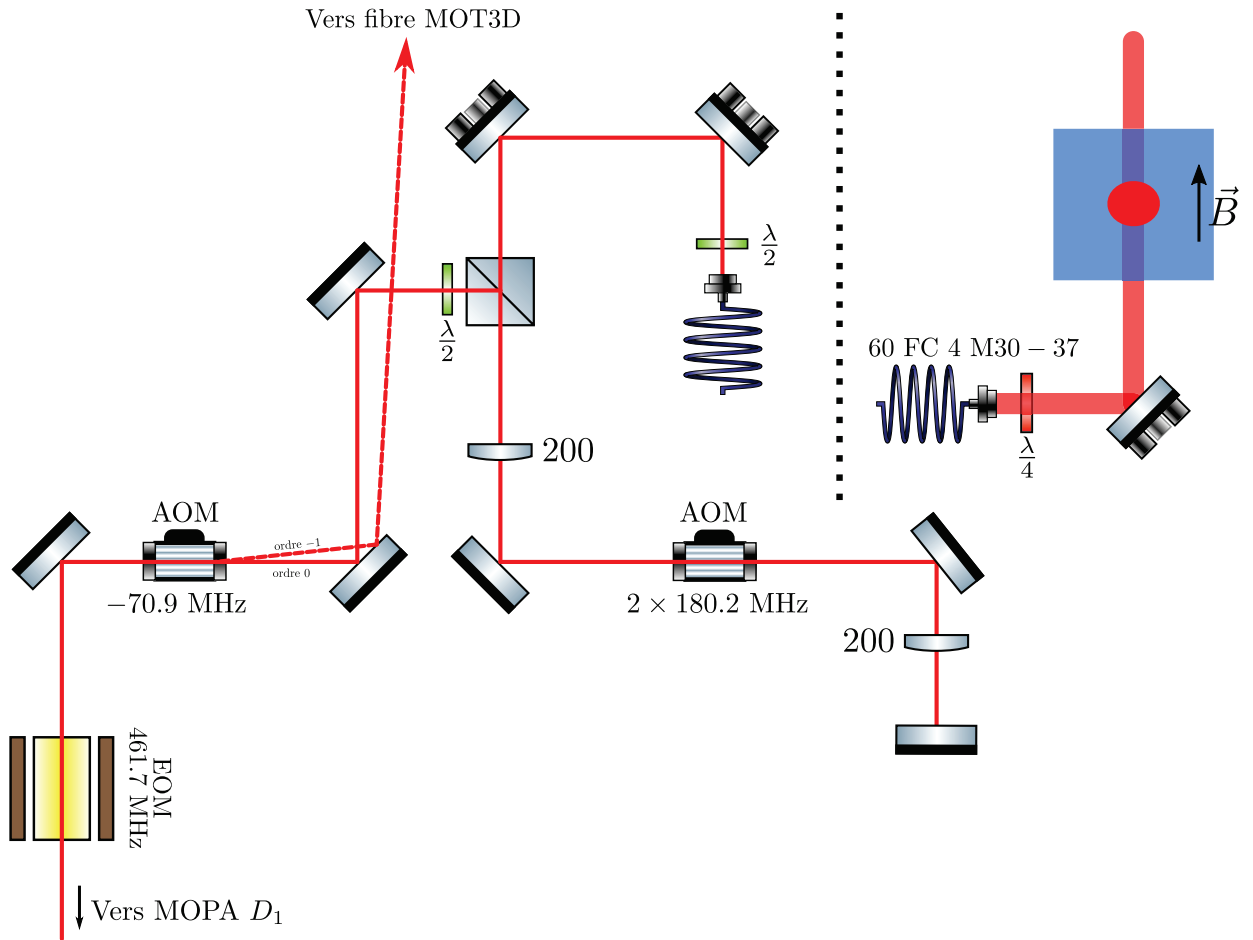 Vers fibre MOT3D
B⃗
λ/2
λ/2
60 FC 4 M30 − 37
200
λ/4
AOM
AOM
ordre −1
ordre 0
−70.9 MHz
2 × 180.2 MHz
200
EOM
461.7 MHz
Vers MOPA D₁